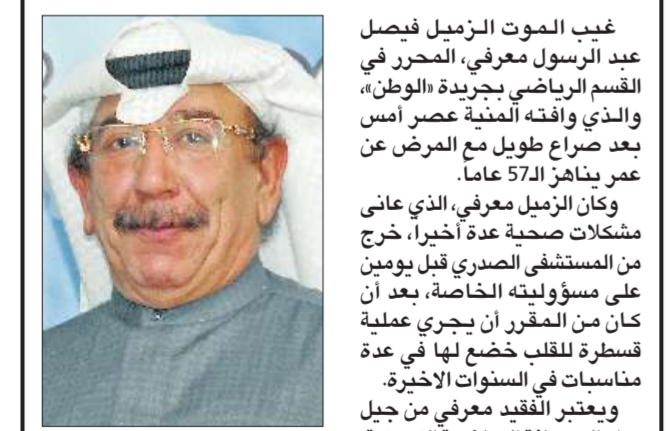 غيب الموت الزميل فيصل
عبد الرسول معرفي، المحرر في
القسم الرياضي بجريدة «الوطن»،
والذي وافته المنية عصر أمس
بعد صراع طويل مع المرض عن
عمر يناهز الـ57 عاماً.
وكان الزميل معرفي، الذي عانى
مشكلات صحية عدة أخيراً، خرج
من المستشفى الصدري قبل يومين
على مسؤوليته الخاصة، بعد أن
كان من المقرر أن يجري عملية
قسطرة للقلب خضع لها في عدة
مناسبات في السنوات الاخيرة.
ويعتبر الفقيد معرفي من جيل